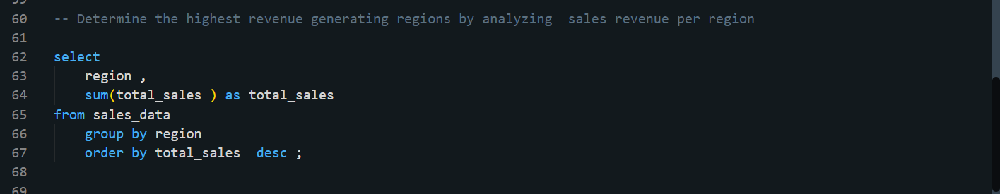 60 -- Determine the highest revenue generating regions by analyzing  sales revenue per region
61
62 select
63     region ,
64     sum(total_sales ) as total_sales
65 from sales_data
66     group by region
67     order by total_sales  desc ;
68